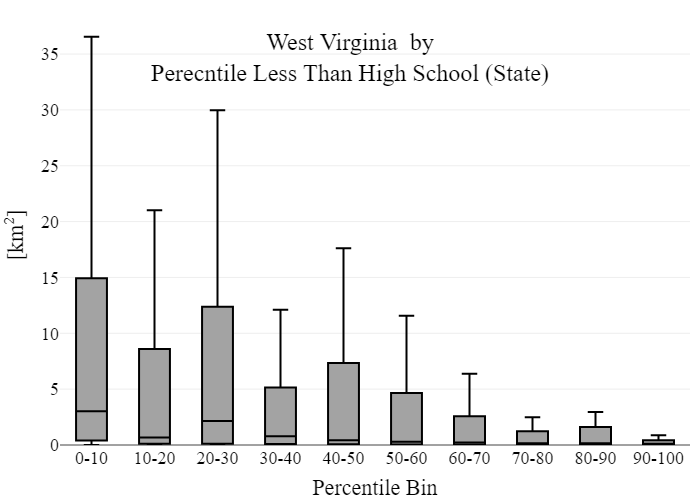 West Virginia  by
Perecntile Less Than High School (State)
35
30
25
20
15
10
5
0
[km²]
0-10 10-20 20-30 30-40 40-50 50-60 60-70 70-80 80-90 90-100
Percentile Bin